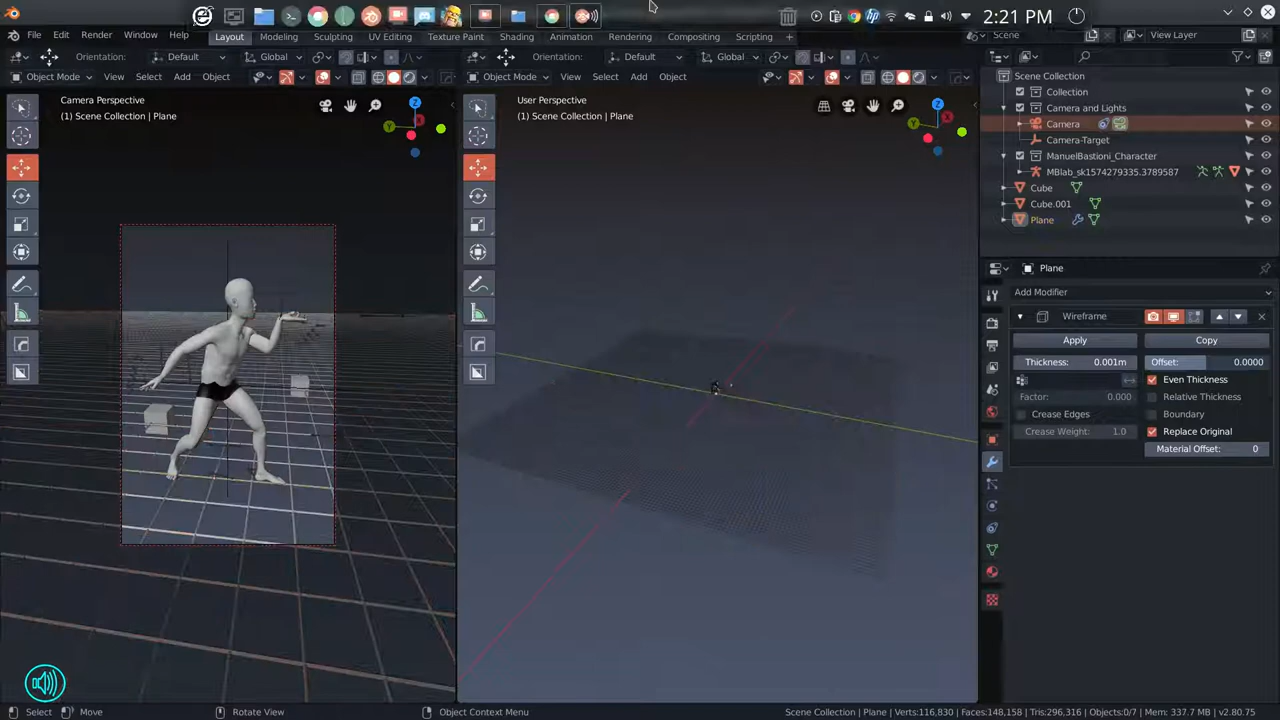 2:21 PM
File
Edit
Render
Window
Help
Layout
Modeling
Sculpting
UV Editing
Texture Paint
Shading
Animation
Rendering
Compositing
Scripting
+
Scene
View Layer
Orientation:
Default
Global
Orientation:
Default
Global
Object Mode
View
Select
Add
Object
Object Mode
View
Select
Add
Object
Camera Perspective
(1) Scene Collection | Plane
User Perspective
(1) Scene Collection | Plane
Z
Y
Z
X
Y
Scene Collection
Collection
Camera and Lights
Camera
Camera-Target
ManuelBastioni_Character
MBlab_sk1574279335.3789587
Cube
Cube.001
Plane
Plane
Add Modifier
Wireframe
Apply
Copy
Thickness: 0.001m
Offset: 0.0000
Even Thickness
Relative Thickness
Factor: 0.000
Crease Edges
Boundary
Crease Weight: 1.0
Replace Original
Material Offset: 0
Select
Move
Rotate View
Object Context Menu
Scene Collection | Plane | Verts:116,830 | Faces:148,158 | Tris:296,316 | Objects:0/7 | Mem: 337.7 MB | v2.80.75